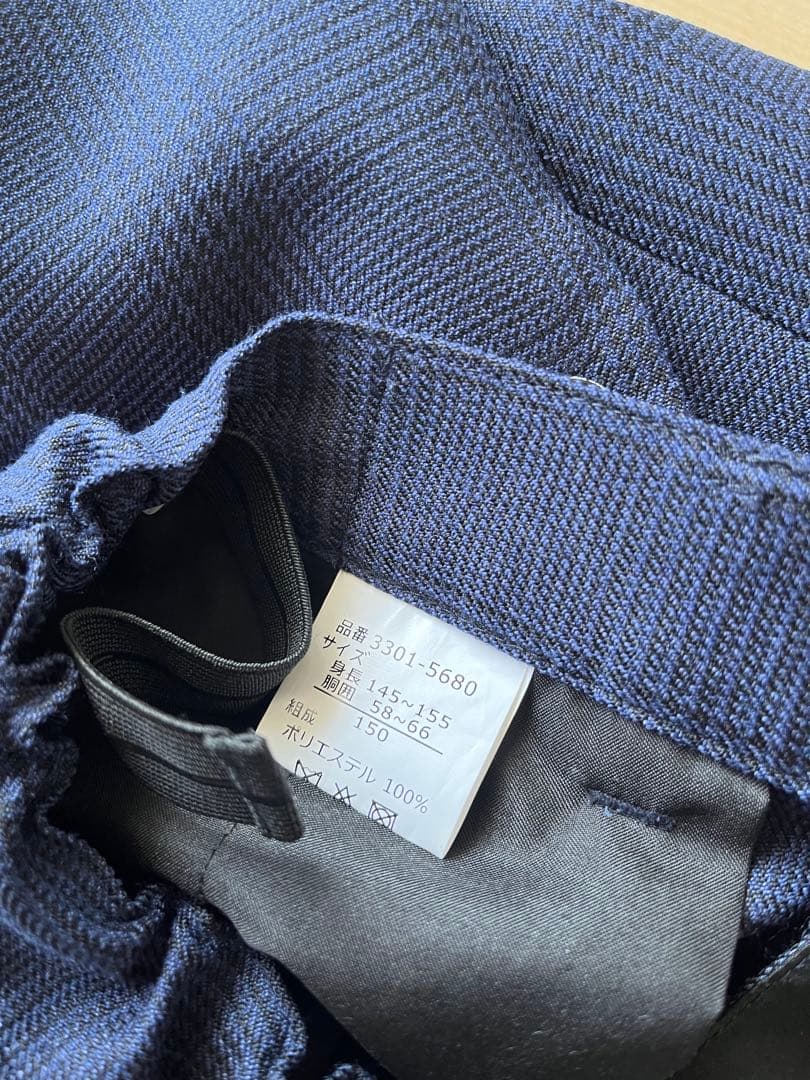 品番 3301-5680
サイズ
身長 145~155
胴囲 58~66
150
組成
ポリエステル 100%